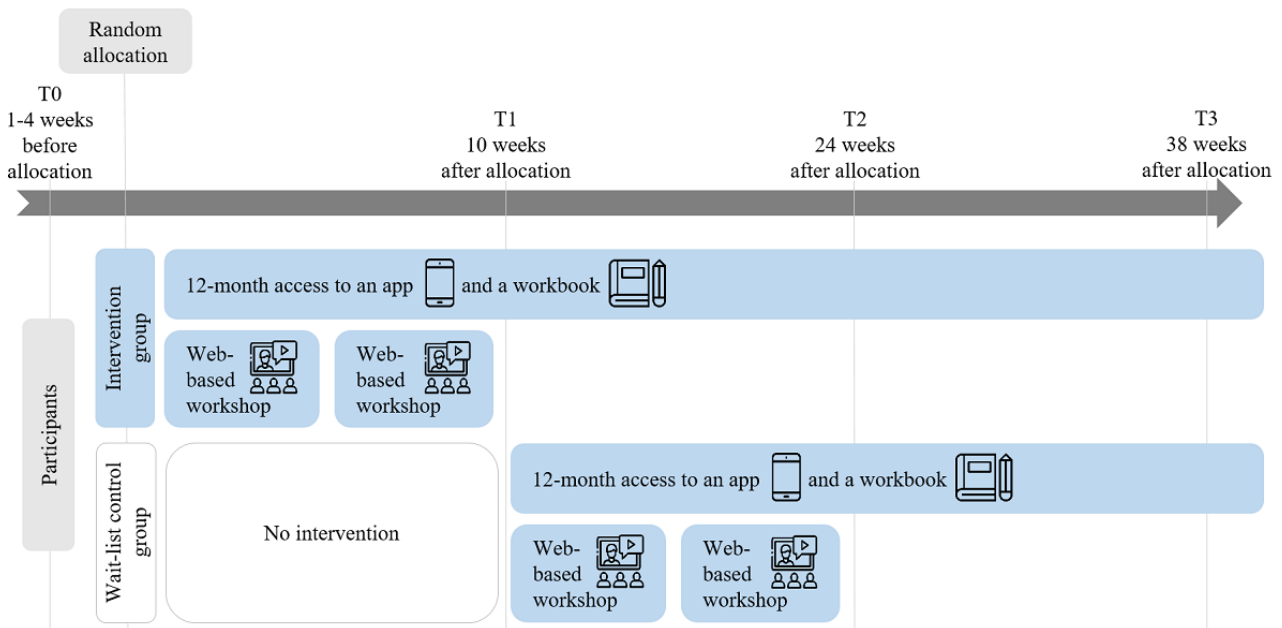 Random
allocation
T0
1-4 weeks
before
allocation
T1
10 weeks
after allocation
T2
24 weeks
after allocation
T3
38 weeks
after allocation
Participants
Intervention
group
12-month access to an app and a workbook
Web-
based
workshop
Web-
based
workshop
Wait-list control
group
No intervention
12-month access to an app and a workbook
Web-
based
workshop
Web-
based
workshop